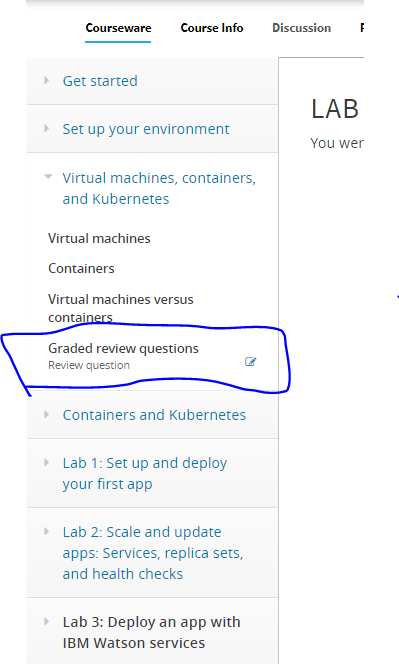 Courseware Course Info Discussion
Get started
LAB
Set up your environment
You wer
Virtual machines, containers,
and Kubernetes
Virtual machines
Containers
Virtual machines versus
containers
Graded review questions
Review question
Containers and Kubernetes
Lab 1: Set up and deploy
your first app
Lab 2: Scale and update
apps: Services, replica sets,
and health checks
Lab 3: Deploy an app with
IBM Watson services